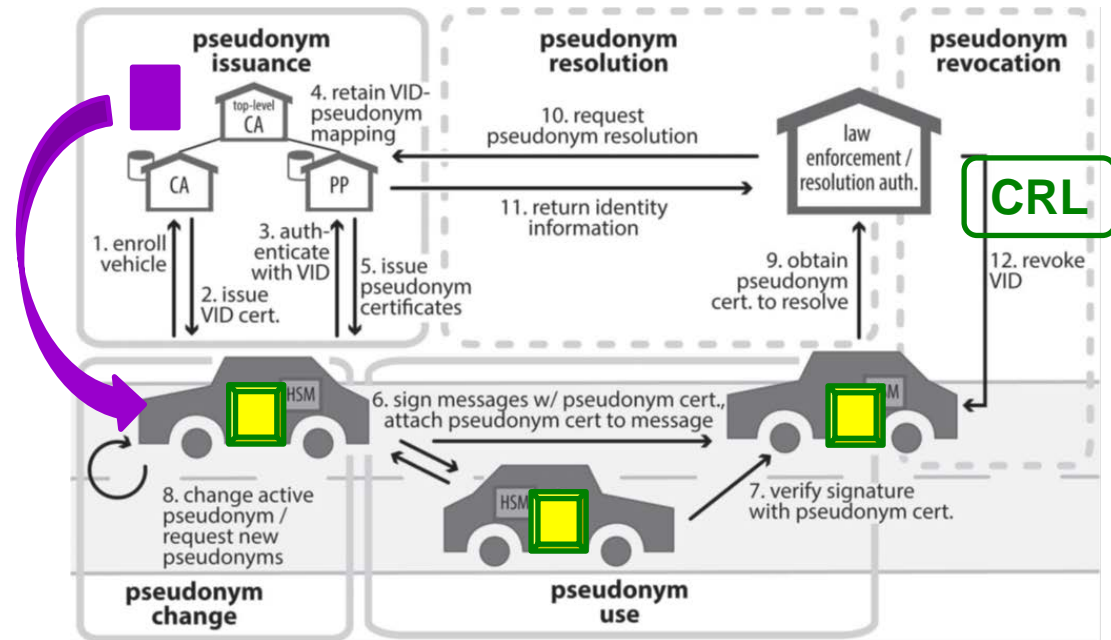 pseudonym
issuance
top-level
CA
4. retain VID-
pseudonym
mapping
CA
PP
1. enroll
vehicle
2. issue
VID cert.
3. auth-
enticate
with VID
5. issue
pseudonym
certificates
pseudonym
resolution
10. request
pseudonym resolution
11. return identity
information
law
enforcement /
resolution auth.
9. obtain
pseudonym
cert. to resolve
pseudonym
revocation
CRL
12. revoke
VID
HSM
6. sign messages w/ pseudonym cert.,
attach pseudonym cert to message
HSM
7. verify signature
with pseudonym cert.
8. change active
pseudonym /
request new
pseudonyms
pseudonym
change
pseudonym
use